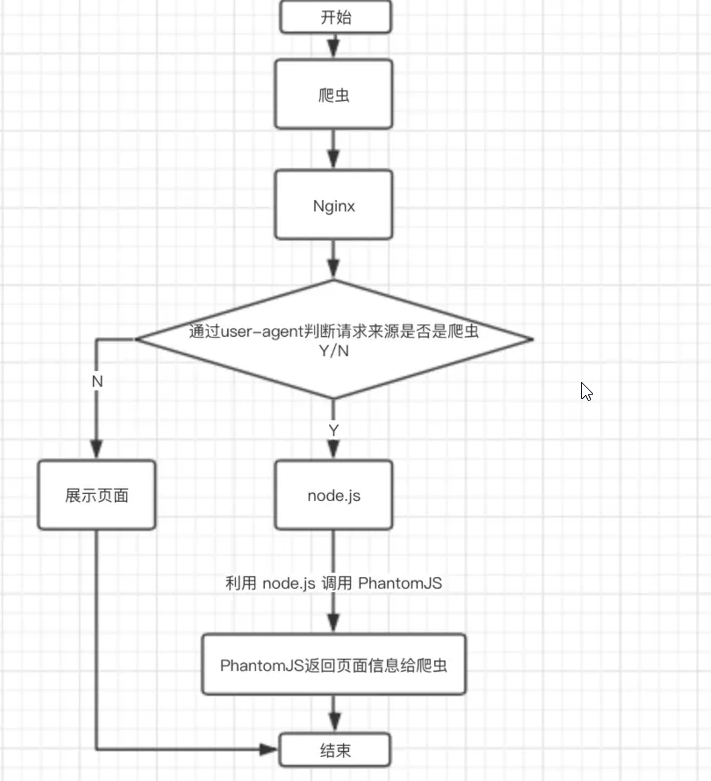 开始
爬虫
Nginx
通过user-agent判断请求来源是否是爬虫
Y/N
N
Y
展示页面
node.js
利用 node.js 调用 PhantomJS
PhantomJS返回页面信息给爬虫
结束